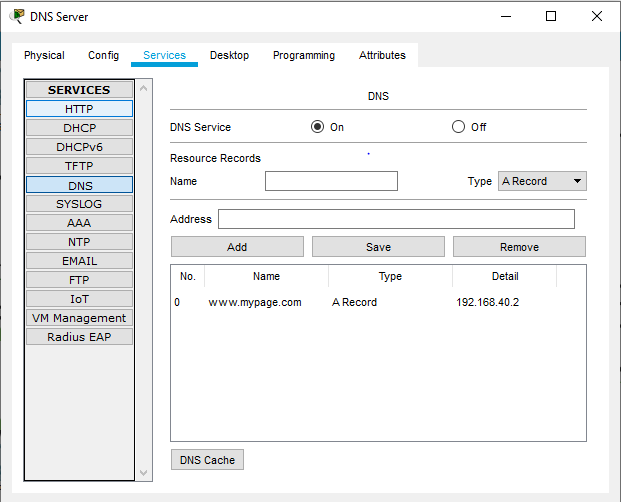 DNS Server
Physical Config Services Desktop Programming Attributes
SERVICES
HTTP
DHCP
DHCPv6
TFTP
DNS
SYSLOG
AAA
NTP
EMAIL
FTP
IoT
VM Management
Radius EAP
DNS
DNS Service On Off
Resource Records
Name Type A Record
Address
Add Save Remove
No. Name Type Detail
0 www.mypage.com A Record 192.168.40.2
DNS Cache